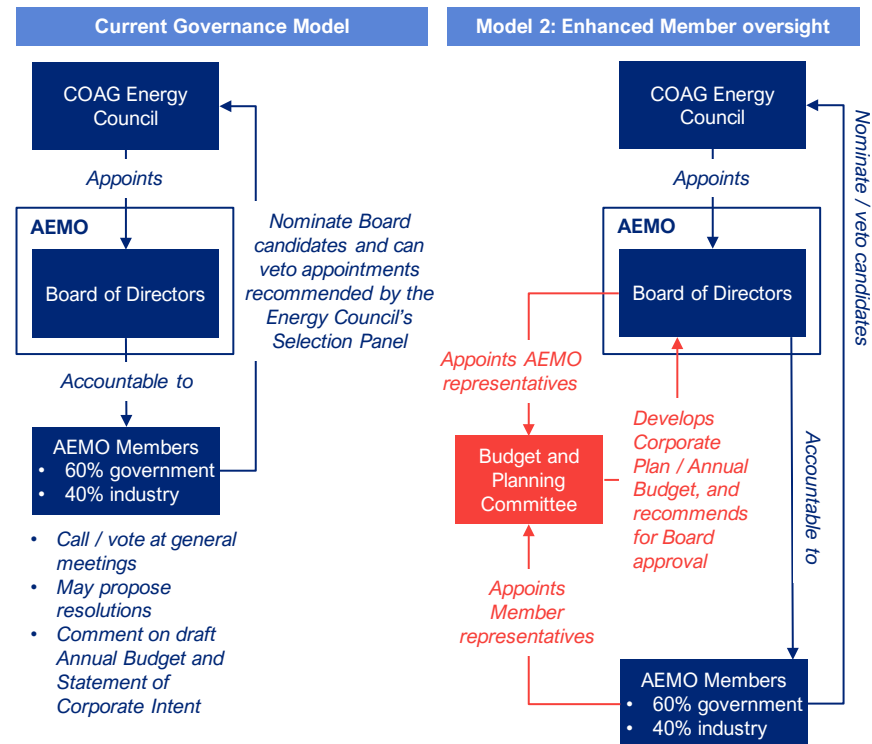 Current Governance Model
COAG Energy
Council
Appoints
AEMO
Board of Directors
Accountable to
AEMO Members
• 60% government
• 40% industry
Nominate Board
candidates and can
veto appointments
recommended by the
Energy Council's
Selection Panel
• Call / vote at general
meetings
• May propose
resolutions
• Comment on draft
Annual Budget and
Statement of
Corporate Intent
Model 2: Enhanced Member oversight
COAG Energy
Council
Appoints
AEMO
Board of Directors
Appoints AEMO
representatives
Budget and
Planning
Committee
Develops
Corporate
Plan / Annual
Budget, and
recommends
for Board
approval
Appoints
Member
representatives
Accountable to
Nominate / veto candidates
AEMO Members
• 60% government
• 40% industry